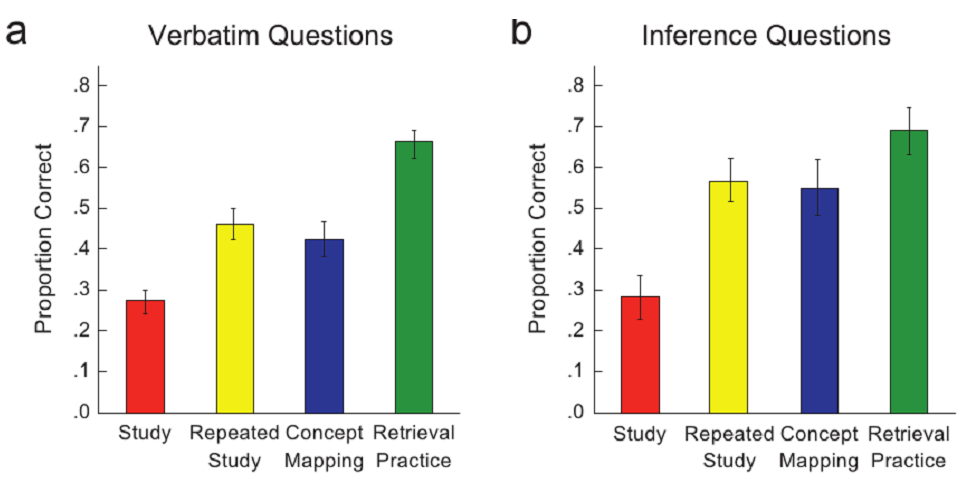 a
Verbatim Questions
Proportion Correct
.8
.7
.6
.5
.4
.3
.2
.1
.0
Study
Repeated Study
Concept Mapping
Retrieval Practice
b
Inference Questions
Proportion Correct
.8
.7
.6
.5
.4
.3
.2
.1
.0
Study
Repeated Study
Concept Mapping
Retrieval Practice